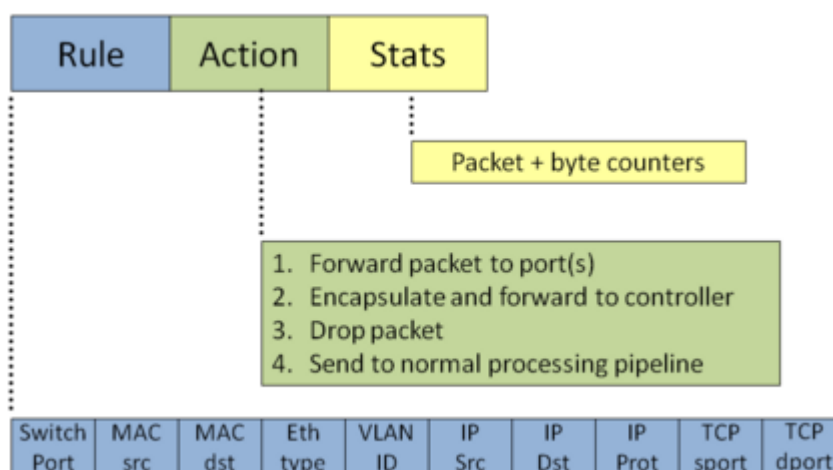 Rule Action Stats
Packet + byte counters
1. Forward packet to port(s)
2. Encapsulate and forward to controller
3. Drop packet
4. Send to normal processing pipeline
Switch MAC MAC Eth VLAN IP IP IP TCP TCP
Port src dst type ID Src Dst Prot sport dport